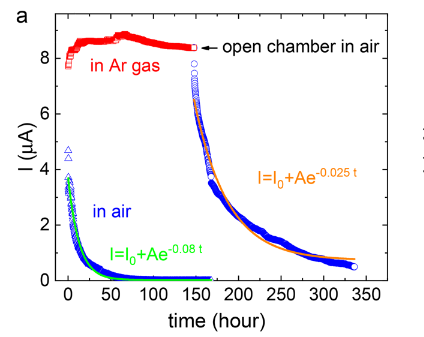 a
open chamber in air
in Ar gas
I=I₀+Ae⁻⁰·⁰²⁵ ᵗ
in air
I=I₀+Ae⁻⁰·⁰⁸ ᵗ
I (μA)
8
6
4
2
0
0 50 100 150 200 250 300 350
time (hour)